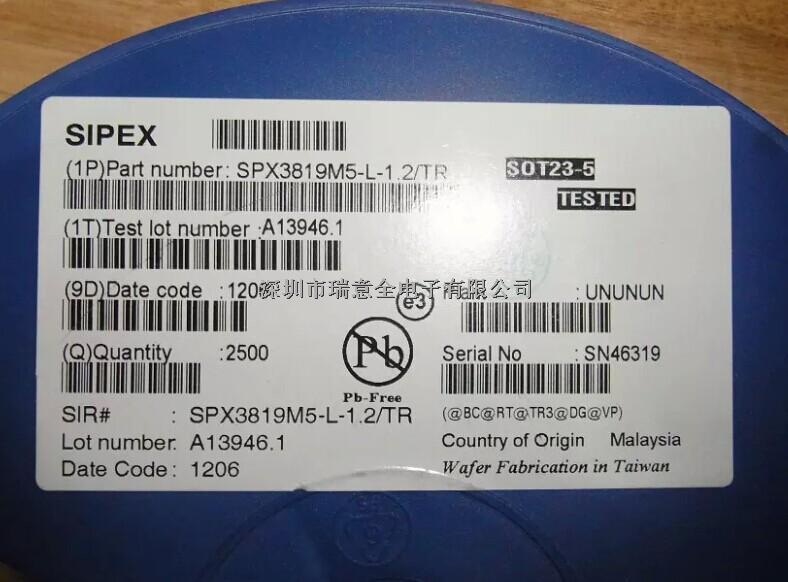 SIPEX
(1P)Part number: SPX3819M5-L-1.2/TR SOT23-5
TESTED
(1T)Test lot number :A13946.1
(9D)Date code :1206 : UNUNUN
深圳市瑞意全电子有限公司
e3
(Q)Quantity :2500 Pb Serial No : SN46319
Pb-Free
SIR# : SPX3819M5-L-1.2/TR (@BC@RT@TR3@DG@VP)
Lot number: A13946.1 Country of Origin Malaysia
Date Code: 1206 Wafer Fabrication in Taiwan